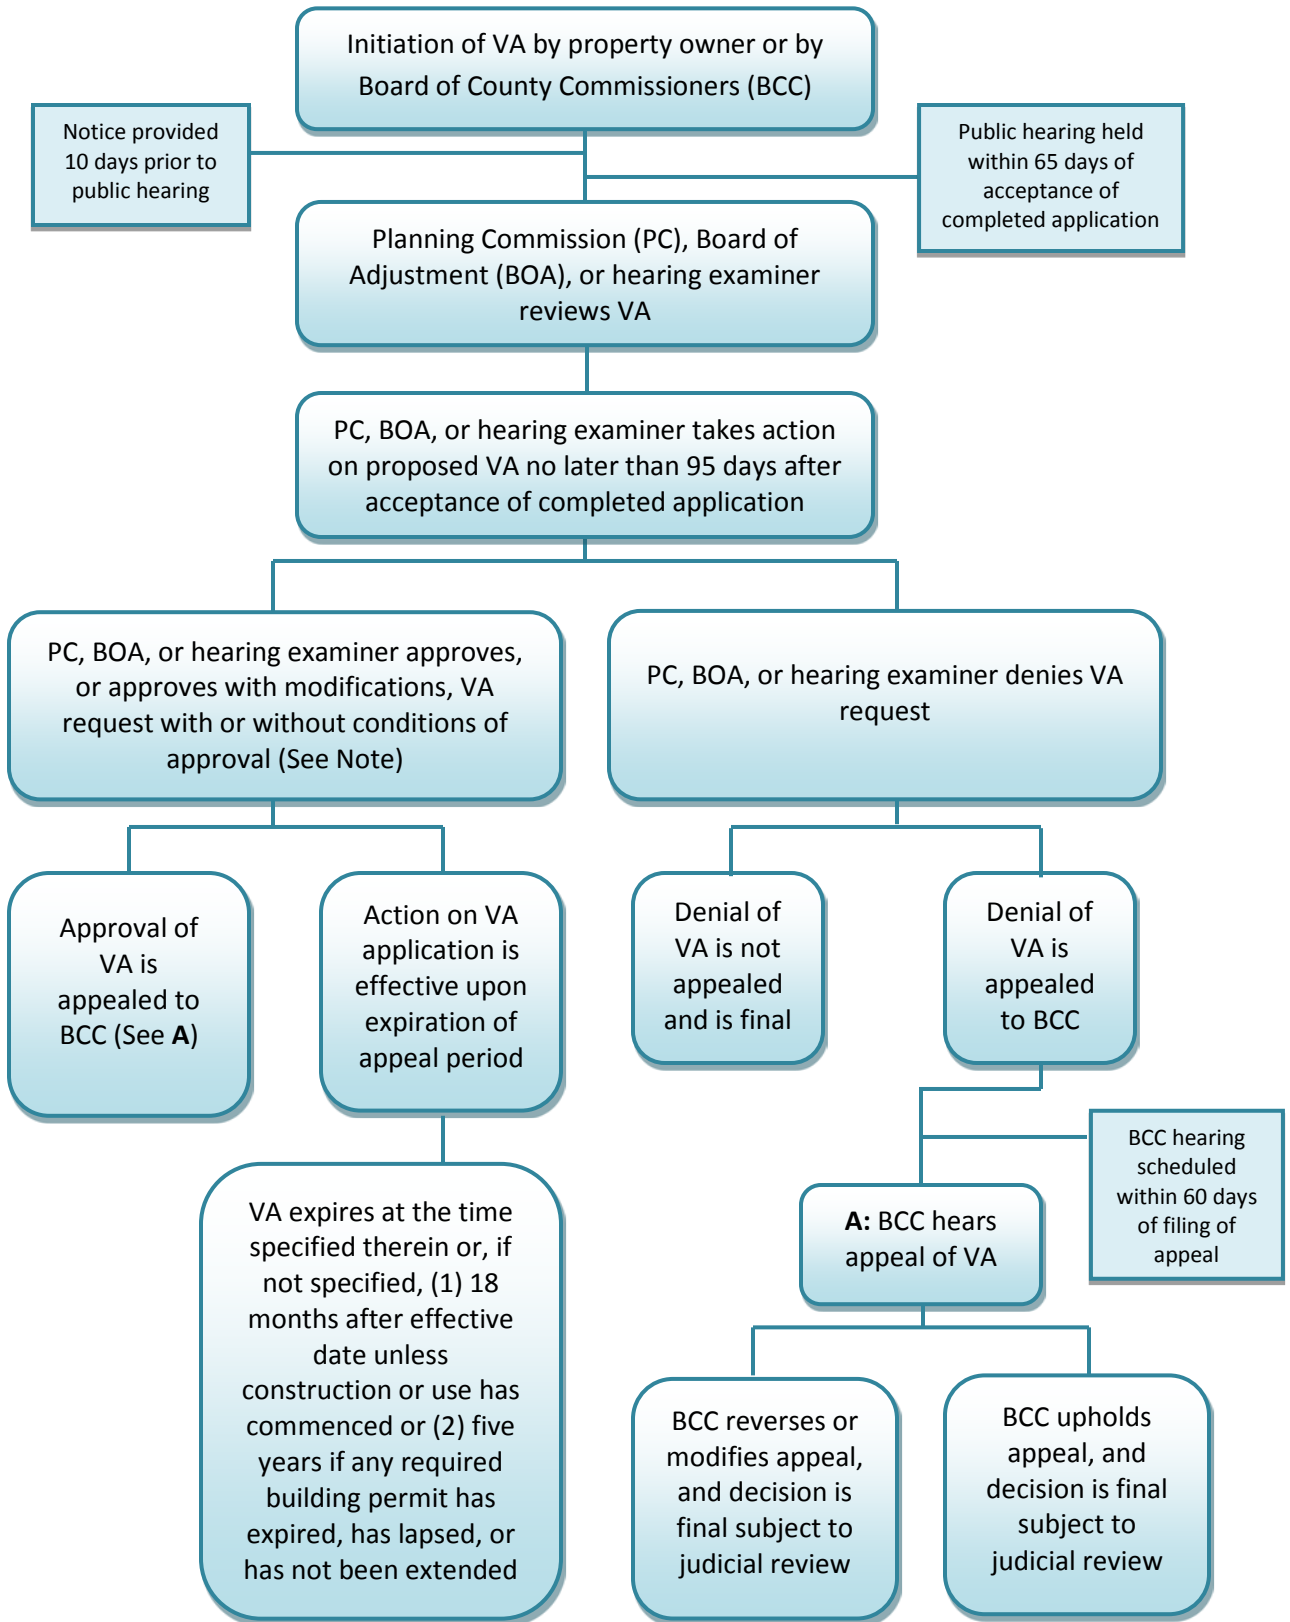 Initiation of VA by property owner or by
Board of County Commissioners (BCC)
Notice provided
10 days prior to
public hearing
Public hearing held
within 65 days of
acceptance of
completed application
Planning Commission (PC), Board of
Adjustment (BOA), or hearing examiner
reviews VA
PC, BOA, or hearing examiner takes action
on proposed VA no later than 95 days after
acceptance of completed application
PC, BOA, or hearing examiner approves,
or approves with modifications, VA
request with or without conditions of
approval (See Note)
PC, BOA, or hearing examiner denies VA
request
Approval of
VA is
appealed to
BCC (See A)
Action on VA
application is
effective upon
expiration of
appeal period
Denial of
VA is not
appealed
and is final
Denial of
VA is
appealed
to BCC
VA expires at the time
specified therein or, if
not specified, (1) 18
months after effective
date unless
construction or use has
commenced or (2) five
years if any required
building permit has
expired, has lapsed, or
has not been extended
BCC hearing
scheduled
within 60 days
of filing of
appeal
A: BCC hears
appeal of VA
BCC reverses or
modifies appeal,
and decision is
final subject to
judicial review
BCC upholds
appeal, and
decision is final
subject to
judicial review